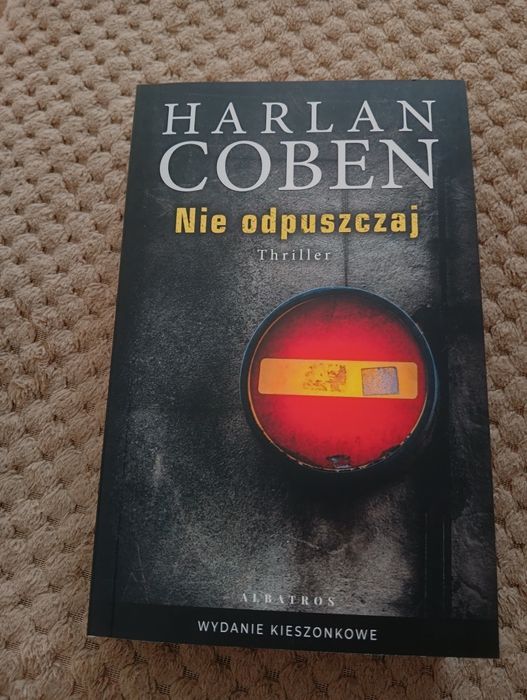 HARLAN
COBEN
Nie odpuszczaj
Thriller
ALBATROS
WYDANIE KIESZONKOWE